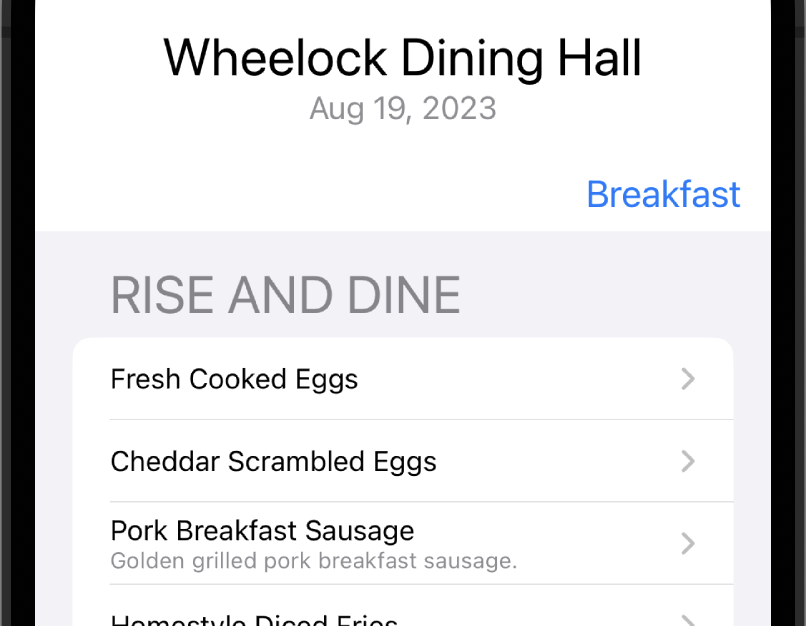 Wheelock Dining Hall
Aug 19, 2023
Breakfast
RISE AND DINE
Fresh Cooked Eggs
Cheddar Scrambled Eggs
Pork Breakfast Sausage
Golden grilled pork breakfast sausage.
Homestyle Diced Fries